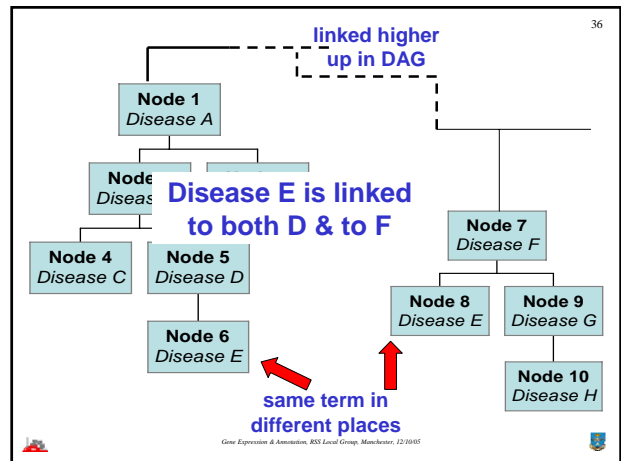 36
linked higher
up in DAG
Node 1
Disease A
Node
Disease E is linked
to both D & to F
Node 4
Disease C
Node 5
Disease D
Node 7
Disease F
Node 8
Disease E
Node 9
Disease G
Node 6
Disease E
Node 10
Disease H
same term in
different places
Gene Expression & Annotation, RSS Local Group, Manchester, 12/10/05